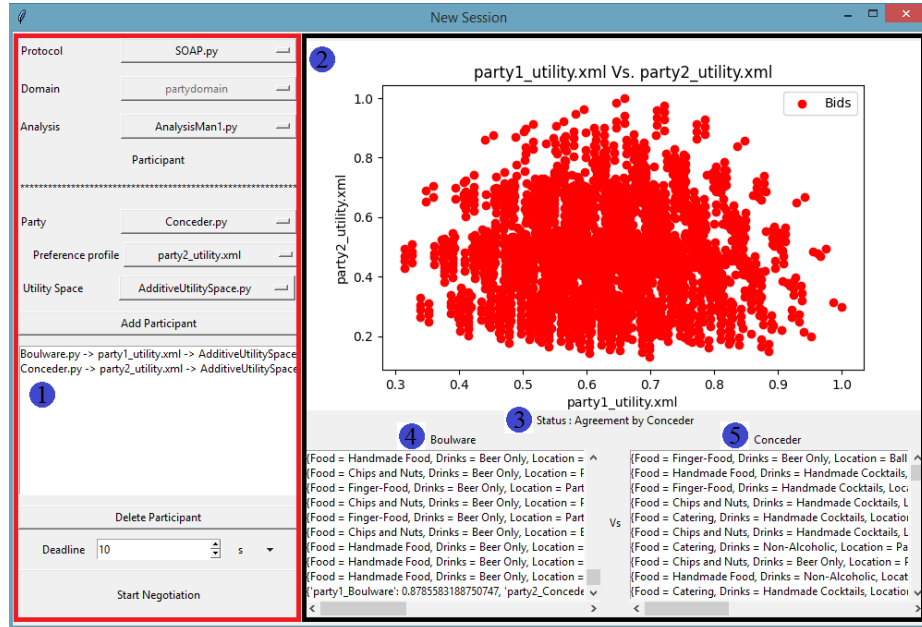 New Session
Protocol SOAP.py
Domain partydomain
Analysis AnalysisMan1.py
Participant
Party Conceder.py
Preference profile party2_utility.xml
Utility Space AdditiveUtilitySpace.py
Add Participant
Boulware.py -> party1_utility.xml -> AdditiveUtilitySpace
Conceder.py -> party2_utility.xml -> AdditiveUtilitySpace
1
Delete Participant
Deadline 10 s
Start Negotiation
2
party1_utility.xml Vs. party2_utility.xml
Bids
party2_utility.xml
1.0
0.8
0.6
0.4
0.2
0.3 0.4 0.5 0.6 0.7 0.8 0.9 1.0
party1_utility.xml
3 Status : Agreement by Conceder
4 Boulware
{Food = Handmade Food, Drinks = Beer Only, Location =
{Food = Chips and Nuts, Drinks = Beer Only, Location = P
{Food = Finger-Food, Drinks = Beer Only, Location = Part
{Food = Chips and Nuts, Drinks = Beer Only, Location = P
{Food = Finger-Food, Drinks = Beer Only, Location = Part
{Food = Chips and Nuts, Drinks = Beer Only, Location = E
{Food = Handmade Food, Drinks = Beer Only, Location =
{Food = Handmade Food, Drinks = Beer Only, Location =
{Food = Handmade Food, Drinks = Beer Only, Location =
{'party1_Boulware': 0.8785583188750747, 'party2_Concede
Vs
5 Conceder
{Food = Finger-Food, Drinks = Beer Only, Location = Ball
{Food = Handmade Food, Drinks = Handmade Cocktails,
{Food = Finger-Food, Drinks = Handmade Cocktails, Loca
{Food = Chips and Nuts, Drinks = Handmade Cocktails, L
{Food = Catering, Drinks = Handmade Cocktails, Location
{Food = Chips and Nuts, Drinks = Handmade Cocktails, L
{Food = Catering, Drinks = Non-Alcoholic, Location = Pa
{Food = Chips and Nuts, Drinks = Beer Only, Location =
{Food = Handmade Food, Drinks = Non-Alcoholic, Locat
{Food = Catering, Drinks = Handmade Cocktails, Location